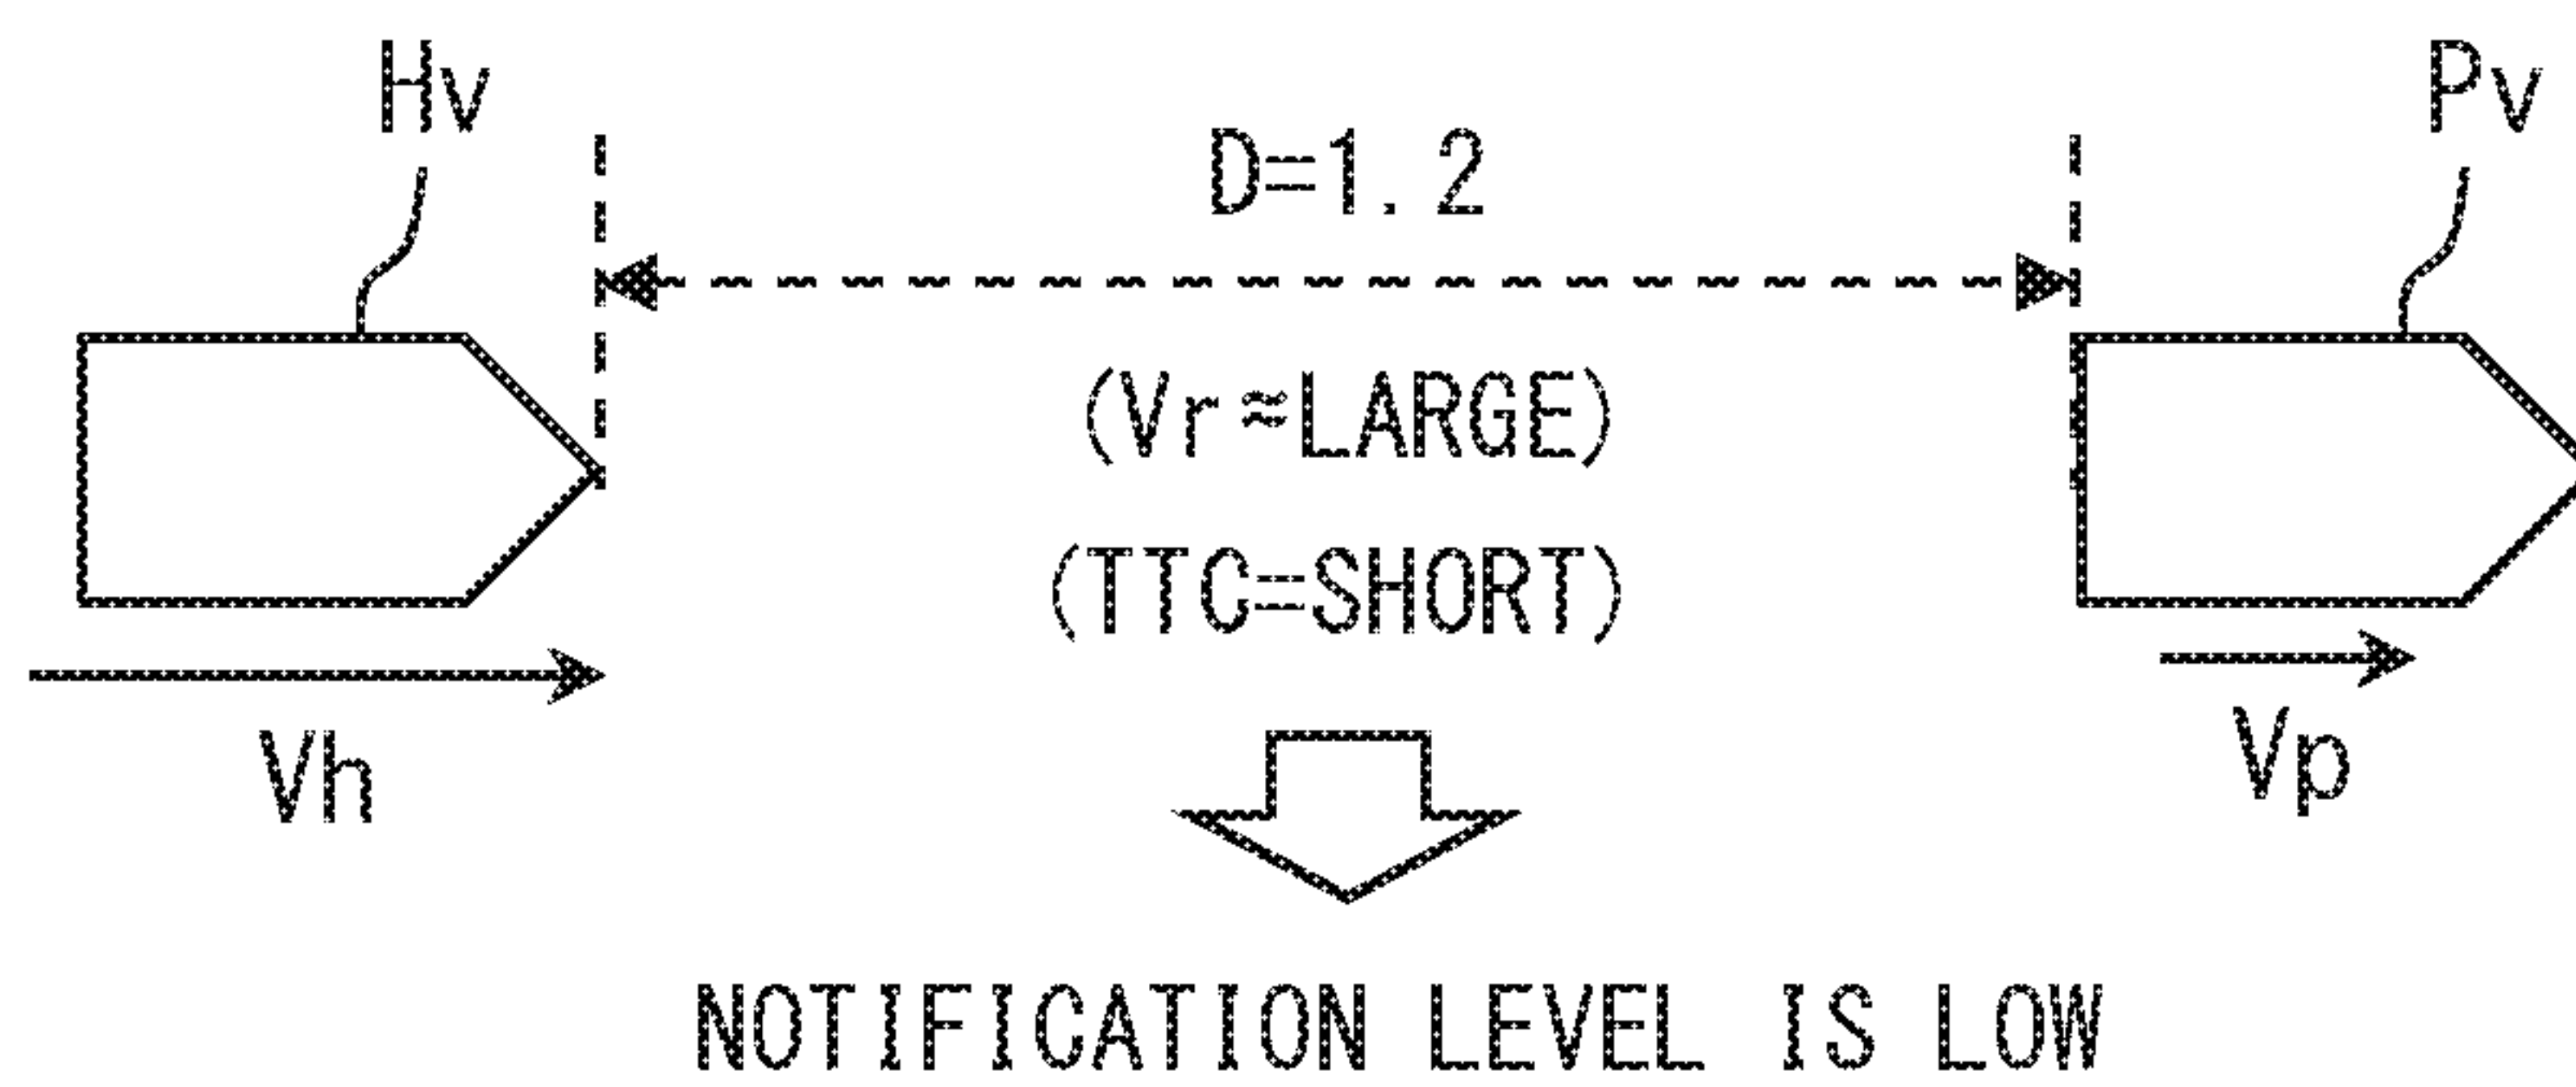 Hv
Pv
D=1.2
(Vr≈LARGE)
(TTC=SHORT)
Vh
Vp
NOTIFICATION LEVEL IS LOW